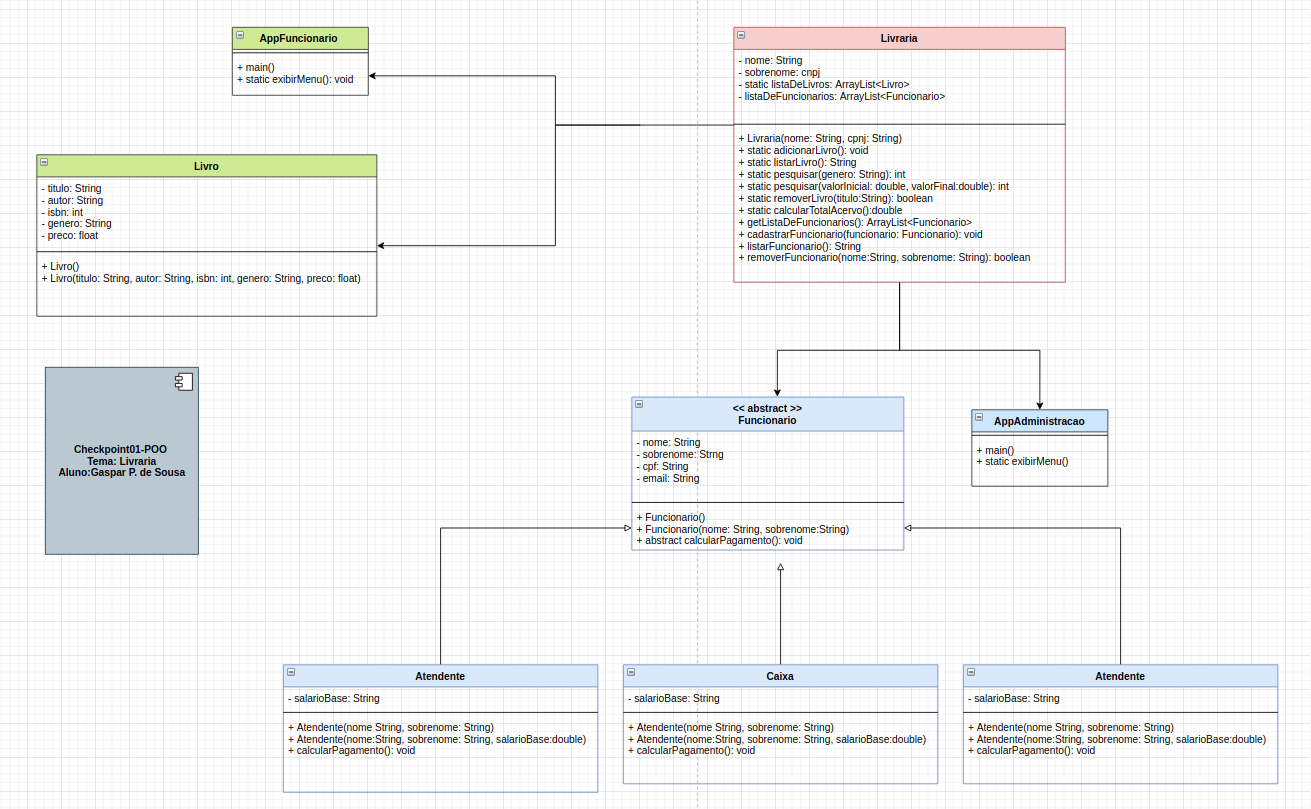 AppFuncionario
+ main()
+ static exibirMenu(): void
Livraria
- nome: String
- sobrenome: cnpj
- static listaDeLivros: ArrayList<Livro>
- listaDeFuncionarios: ArrayList<Funcionario>
+ Livraria(nome: String, cpnj: String)
+ static adicionarLivro(): void
+ static listarLivro(): String
+ static pesquisar(genero: String): int
+ static pesquisar(valorInicial: double, valorFinal:double): int
+ static removerLivro(titulo:String): boolean
+ static calcularTotalAcervo():double
+ getListaDeFuncionarios(): ArrayList<Funcionario>
+ cadastrarFuncionario(funcionario: Funcionario): void
+ listarFuncionario(): String
+ removerFuncionario(nome:String, sobrenome: String): boolean
Livro
- titulo: String
- autor: String
- isbn: int
- genero: String
- preco: float
+ Livro()
+ Livro(titulo: String, autor: String, isbn: int, genero: String, preco: float)
Checkpoint01-POO
Tema: Livraria
Aluno:Gaspar P. de Sousa
<< abstract >>
Funcionario
- nome: String
- sobrenome: Strng
- cpf: String
- email: String
+ Funcionario()
+ Funcionario(nome: String, sobrenome:String)
+ abstract calcularPagamento(): void
AppAdministracao
+ main()
+ static exibirMenu()
Atendente
- salarioBase: String
+ Atendente(nome String, sobrenome: String)
+ Atendente(nome:String, sobrenome: String, salarioBase:double)
+ calcularPagamento(): void
Caixa
- salarioBase: String
+ Atendente(nome String, sobrenome: String)
+ Atendente(nome:String, sobrenome: String, salarioBase:double)
+ calcularPagamento(): void
Atendente
- salarioBase: String
+ Atendente(nome String, sobrenome: String)
+ Atendente(nome:String, sobrenome: String, salarioBase:double)
+ calcularPagamento(): void